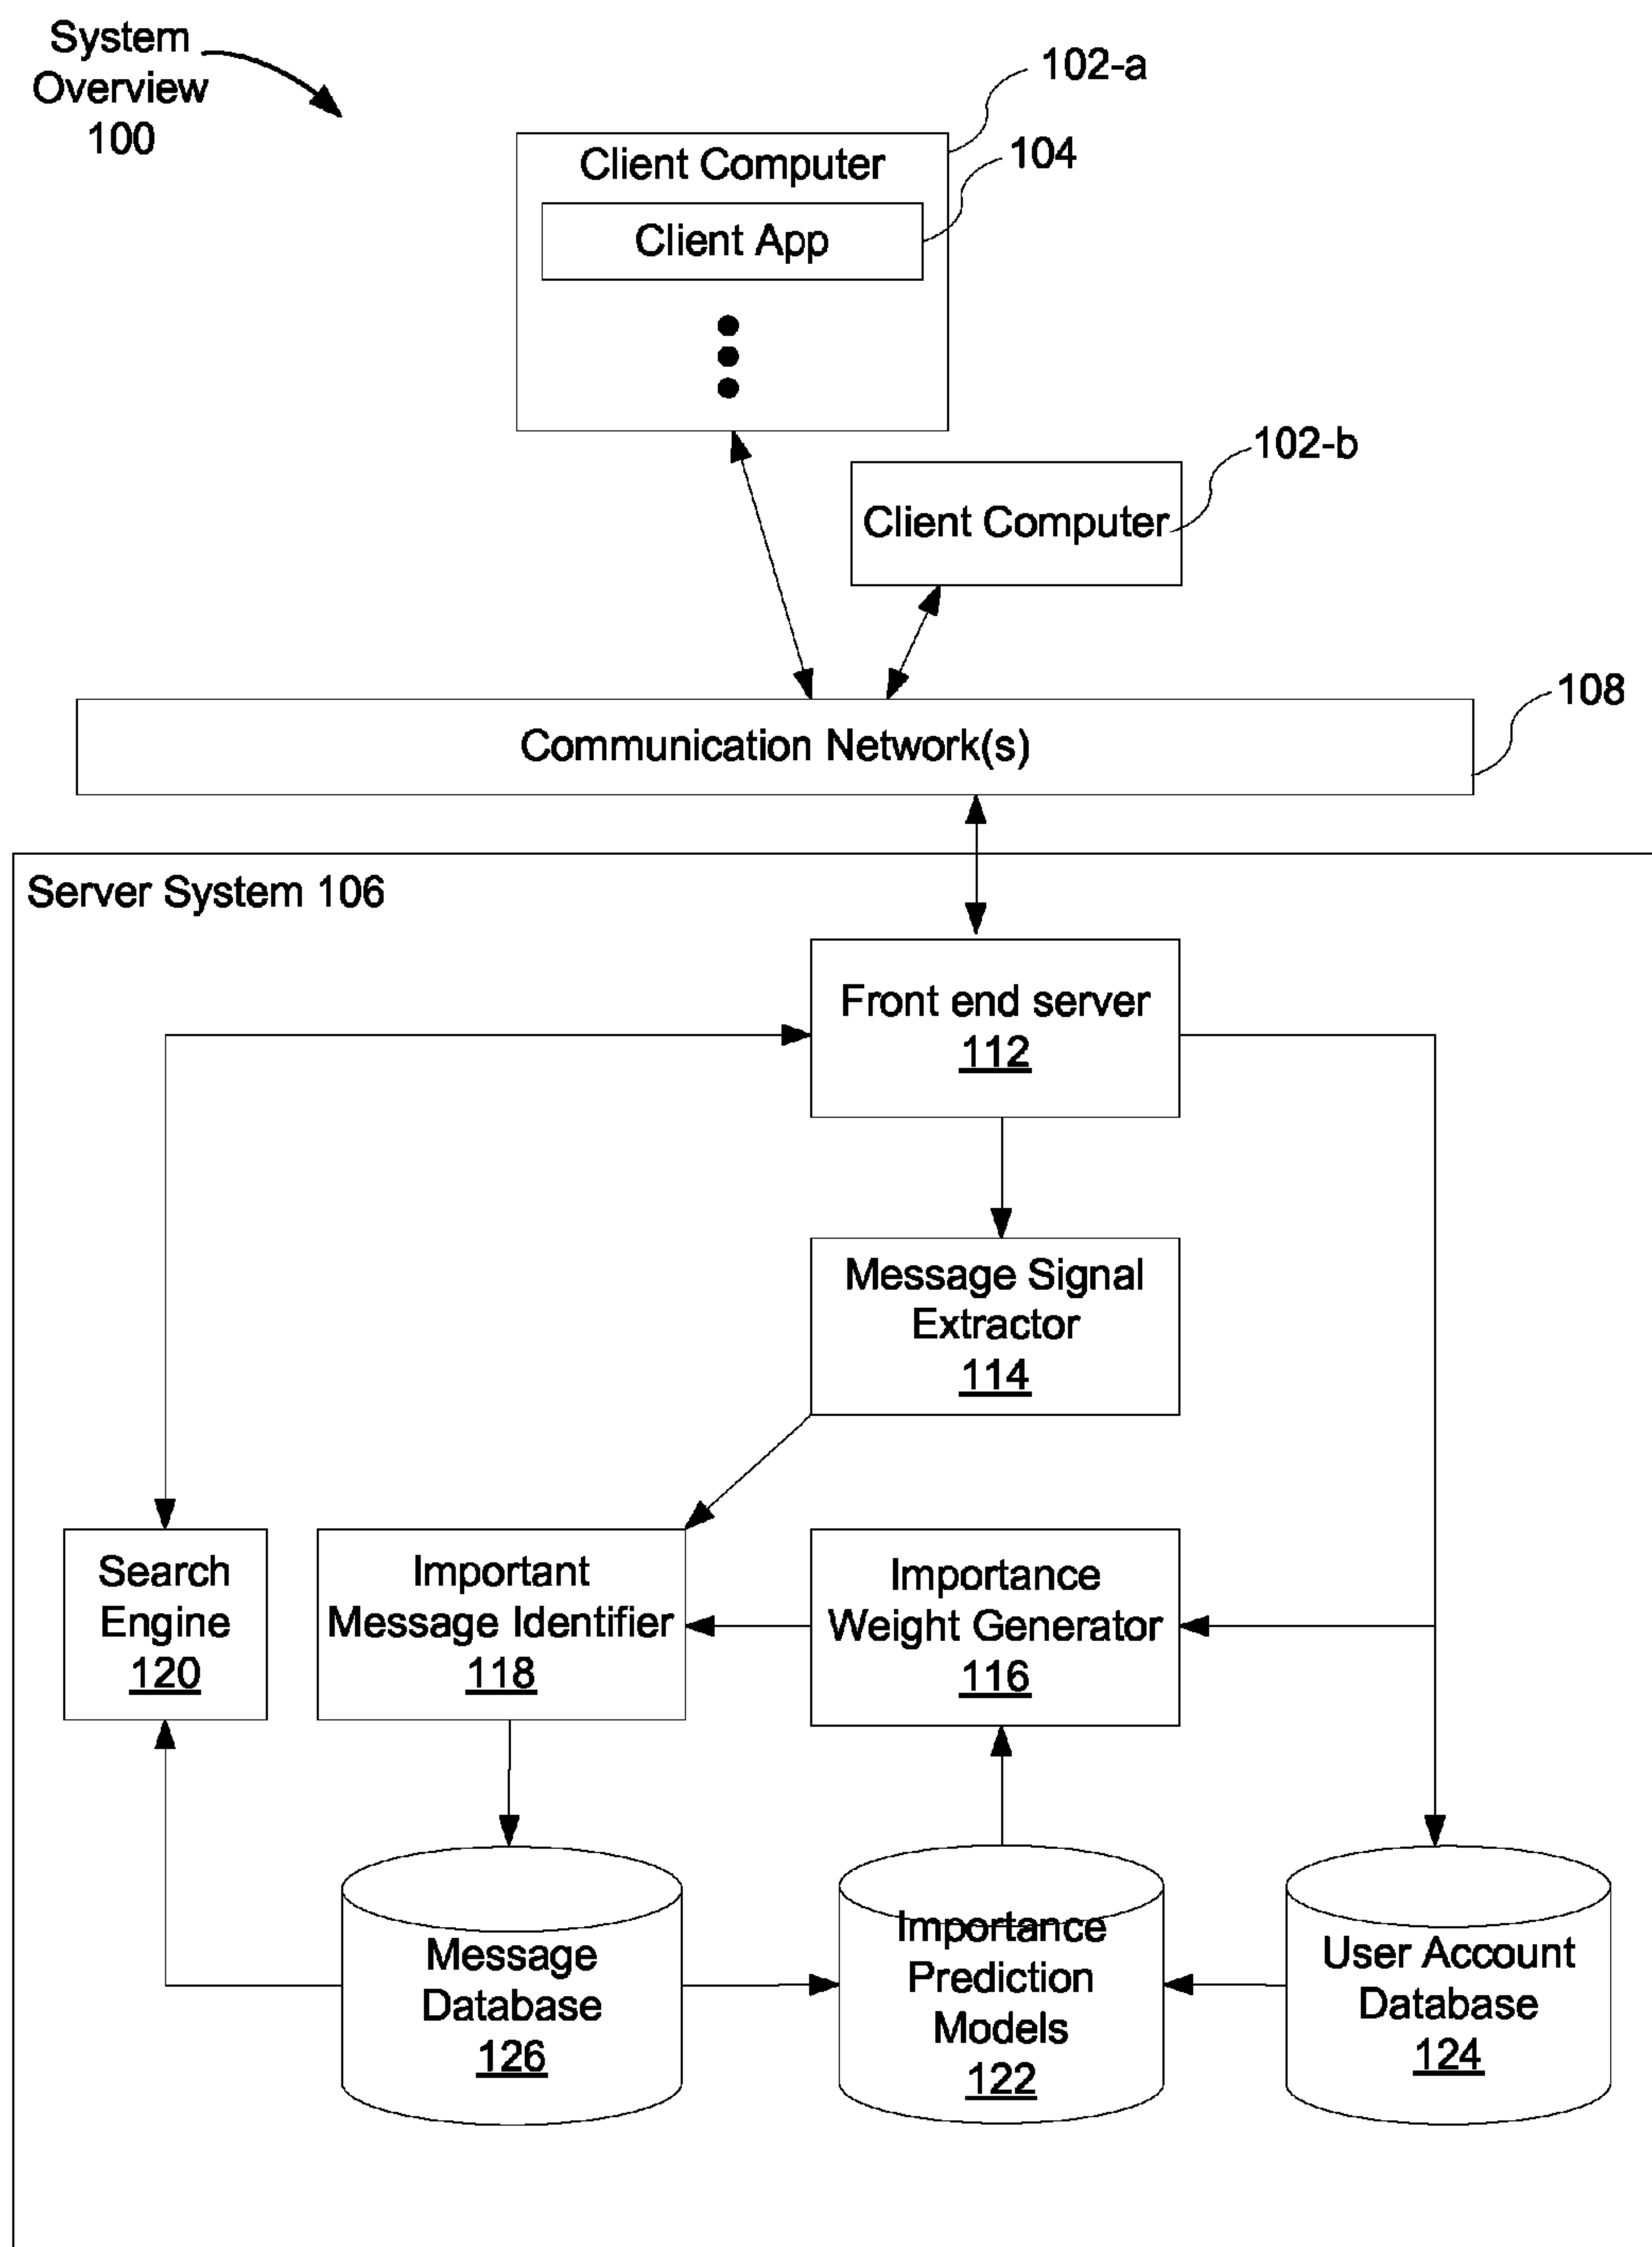 System
Overview
100
102-a
Client Computer
104
Client App
102-b
Client Computer
108
Communication Network(s)
Server System 106
Front end server
112
Message Signal
Extractor
114
Search
Engine
120
Important
Message Identifier
118
Importance
Weight Generator
116
Message
Database
126
Importance
Prediction
Models
122
User Account
Database
124